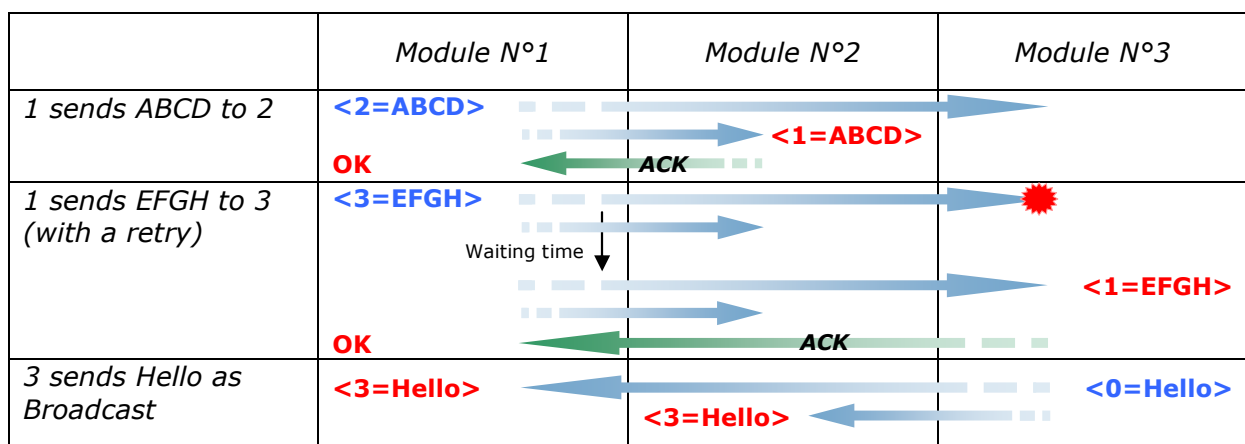 Module N°1 Module N°2 Module N°3
1 sends ABCD to 2 <2=ABCD>
<1=ABCD>
OK ACK
1 sends EFGH to 3 <3=EFGH>
(with a retry)
Waiting time
<1=EFGH>
OK ACK
3 sends Hello as <3=Hello> <0=Hello>
Broadcast <3=Hello>